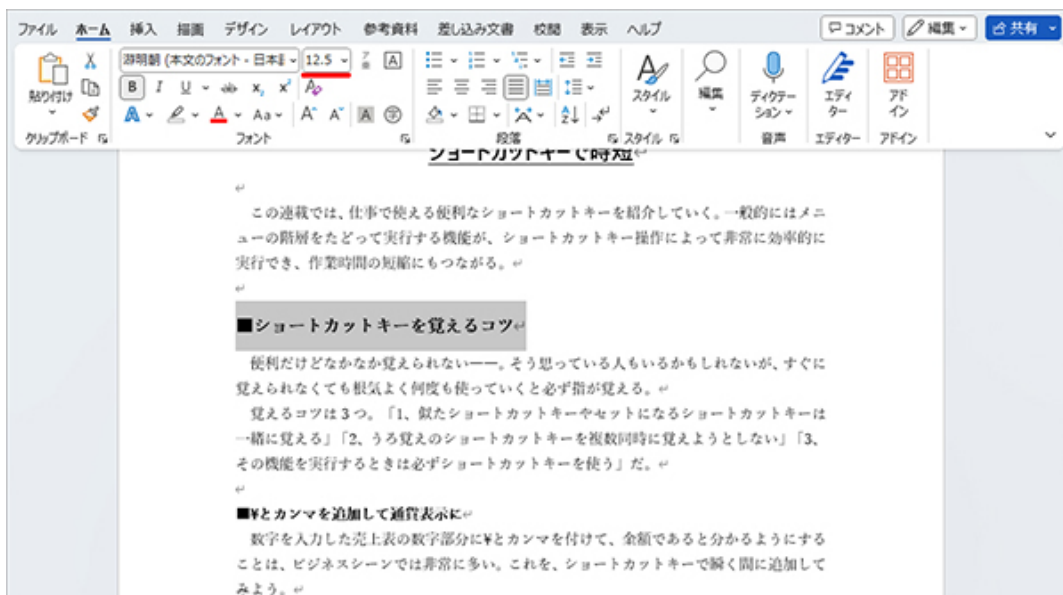 ファイル ホーム 挿入 描画 デザイン レイアウト 参考資料 差し込み文書 校閲 表示 ヘルプ コメント 編集 共有
游明朝 (本文のフォント - 日本語 12.5
貼り付け スタイル 編集 ディクテーション エディター アドイン
クリップボード フォント 段落 スタイル 音声 エディター アドイン
ショートカットキーで時短
この連載では、仕事で使える便利なショートカットキーを紹介していく。一般的にはメニ
ューの階層をたどって実行する機能が、ショートカットキー操作によって非常に効率的に
実行でき、作業時間の短縮にもつながる。
■ショートカットキーを覚えるコツ
便利だけどなかなか覚えられない――。そう思っている人もいるかもしれないが、すぐに
覚えられなくても根気よく何度も使っていくと必ず指が覚える。
覚えるコツは3つ。「1、似たショートカットキーやセットになるショートカットキーは
一緒に覚える」「2、うろ覚えのショートカットキーを複数同時に覚えようとしない」「3、
その機能を実行するときは必ずショートカットキーを使う」だ。
■¥とカンマを追加して通貨表示に
数字を入力した売上表の数字部分に¥とカンマを付けて、金額であると分かるようにする
ことは、ビジネスシーンでは非常に多い。これを、ショートカットキーで瞬く間に追加して
みよう。